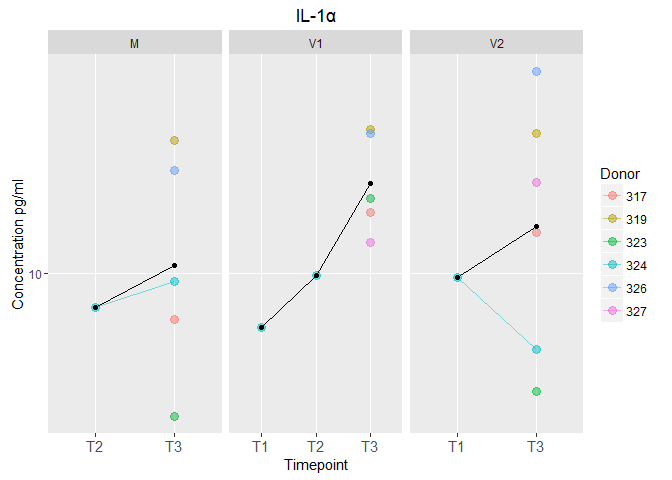 IL-1α
M V1 V2
Concentration pg/ml
10
T2 T3 T1 T2 T3 T1 T3
Timepoint
Donor
317
319
323
324
326
327